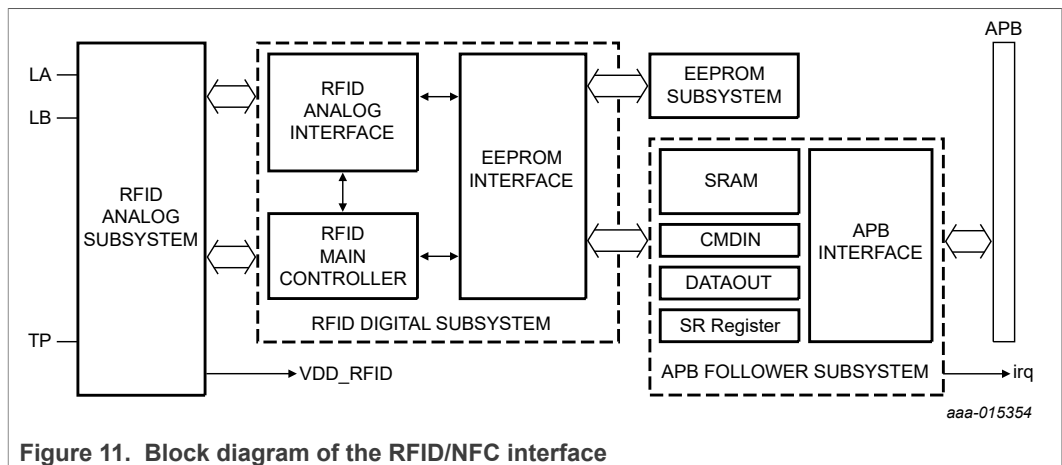 APB
LA
LB
TP
RFID
ANALOG
SUBSYSTEM
RFID
ANALOG
INTERFACE
RFID
MAIN
CONTROLLER
EEPROM
INTERFACE
RFID DIGITAL SUBSYSTEM
VDD_RFID
EEPROM
SUBSYSTEM
SRAM
CMDIN
DATAOUT
SR Register
APB
INTERFACE
APB FOLLOWER SUBSYSTEM
irq
aaa-015354
Figure 11. Block diagram of the RFID/NFC interface